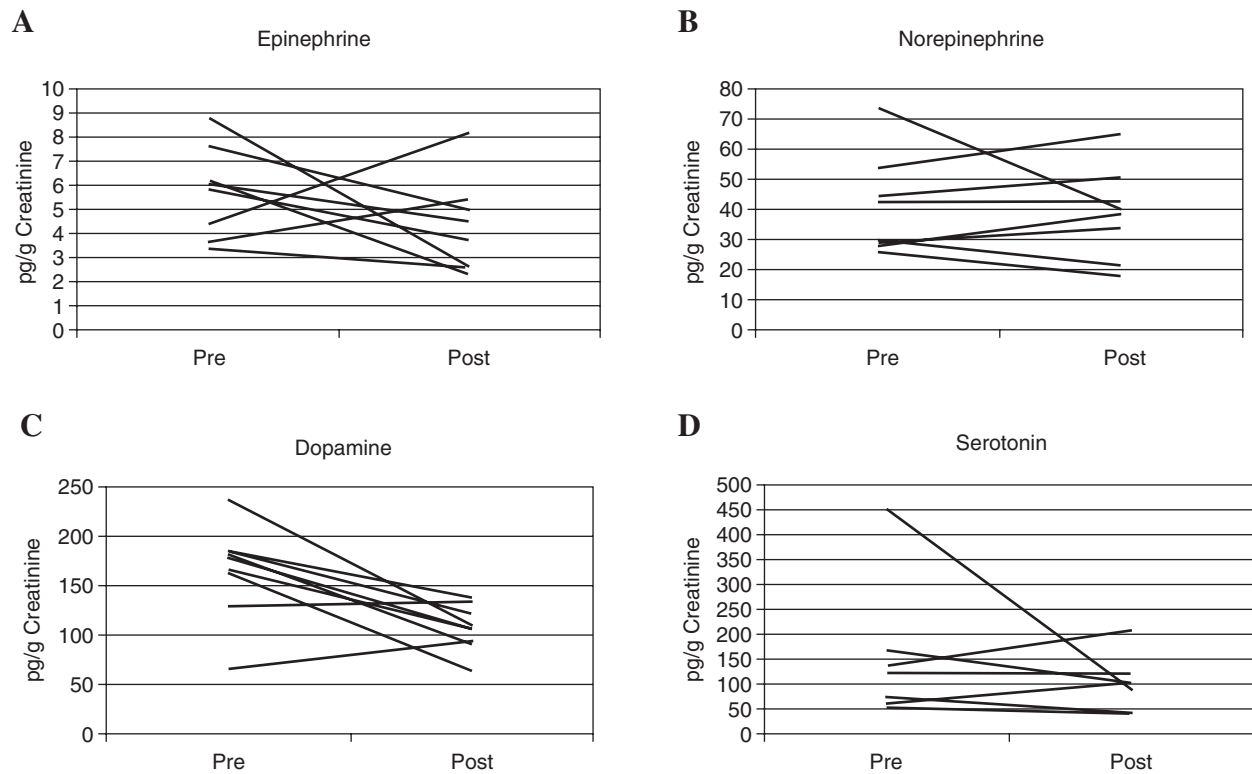 A
Epinephrine
pg/g Creatinine
10
9
8
7
6
5
4
3
2
1
0
Pre
Post
B
Norepinephrine
pg/g Creatinine
80
70
60
50
40
30
20
10
0
Pre
Post
C
Dopamine
pg/g Creatinine
250
200
150
100
50
0
Pre
Post
D
Serotonin
pg/g Creatinine
500
450
400
350
300
250
200
150
100
50
0
Pre
Post